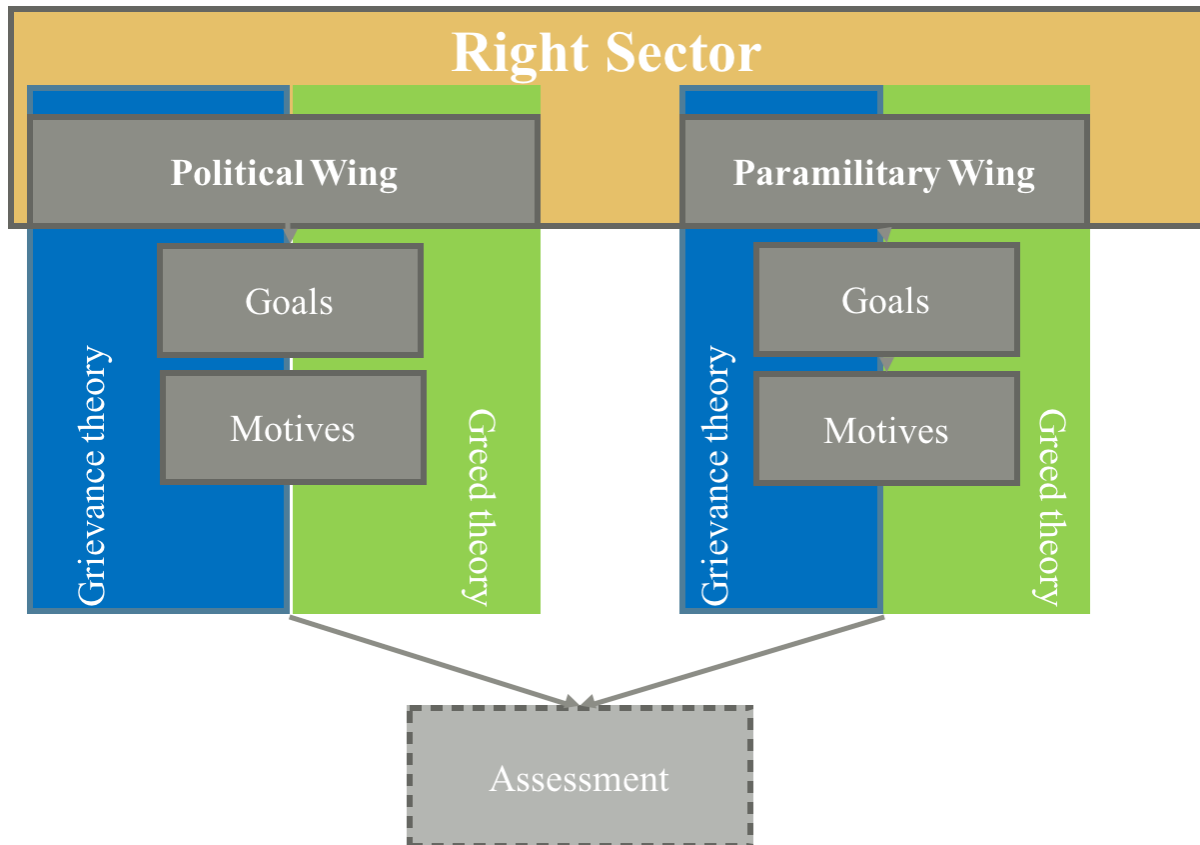 Right Sector
Political Wing
Paramilitary Wing
Goals
Goals
Motives
Motives
Grievance theory
Greed theory
Grievance theory
Greed theory
Assessment